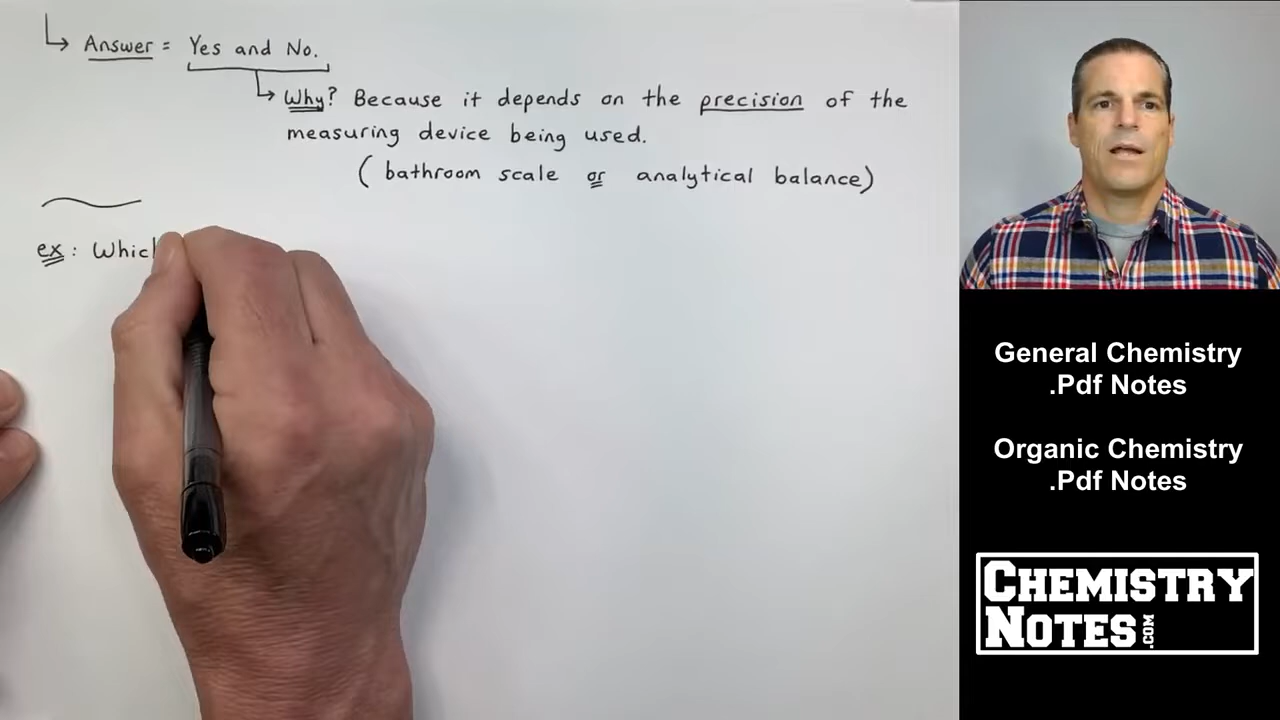 ↳ Answer = Yes and No.
↳ Why? Because it depends on the precision of the
measuring device being used.
(bathroom scale or analytical balance)
ex: Which
General Chemistry
.Pdf Notes
Organic Chemistry
.Pdf Notes
CHEMISTRY
NOTES.COM